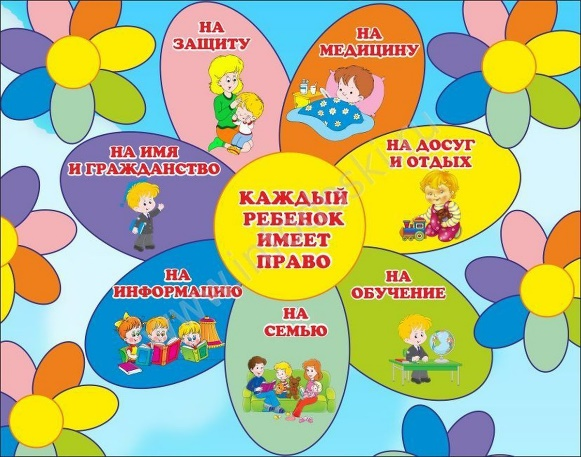 НА
ЗАЩИТУ
НА
МЕДИЦИНУ
НА ИМЯ
И ГРАЖДАНСТВО
НА ДОСУГ
И ОТДЫХ
КАЖДЫЙ
РЕБЕНОК
ИМЕЕТ
ПРАВО
НА
ИНФОРМАЦИЮ
НА
ОБУЧЕНИЕ
НА
СЕМЬЮ